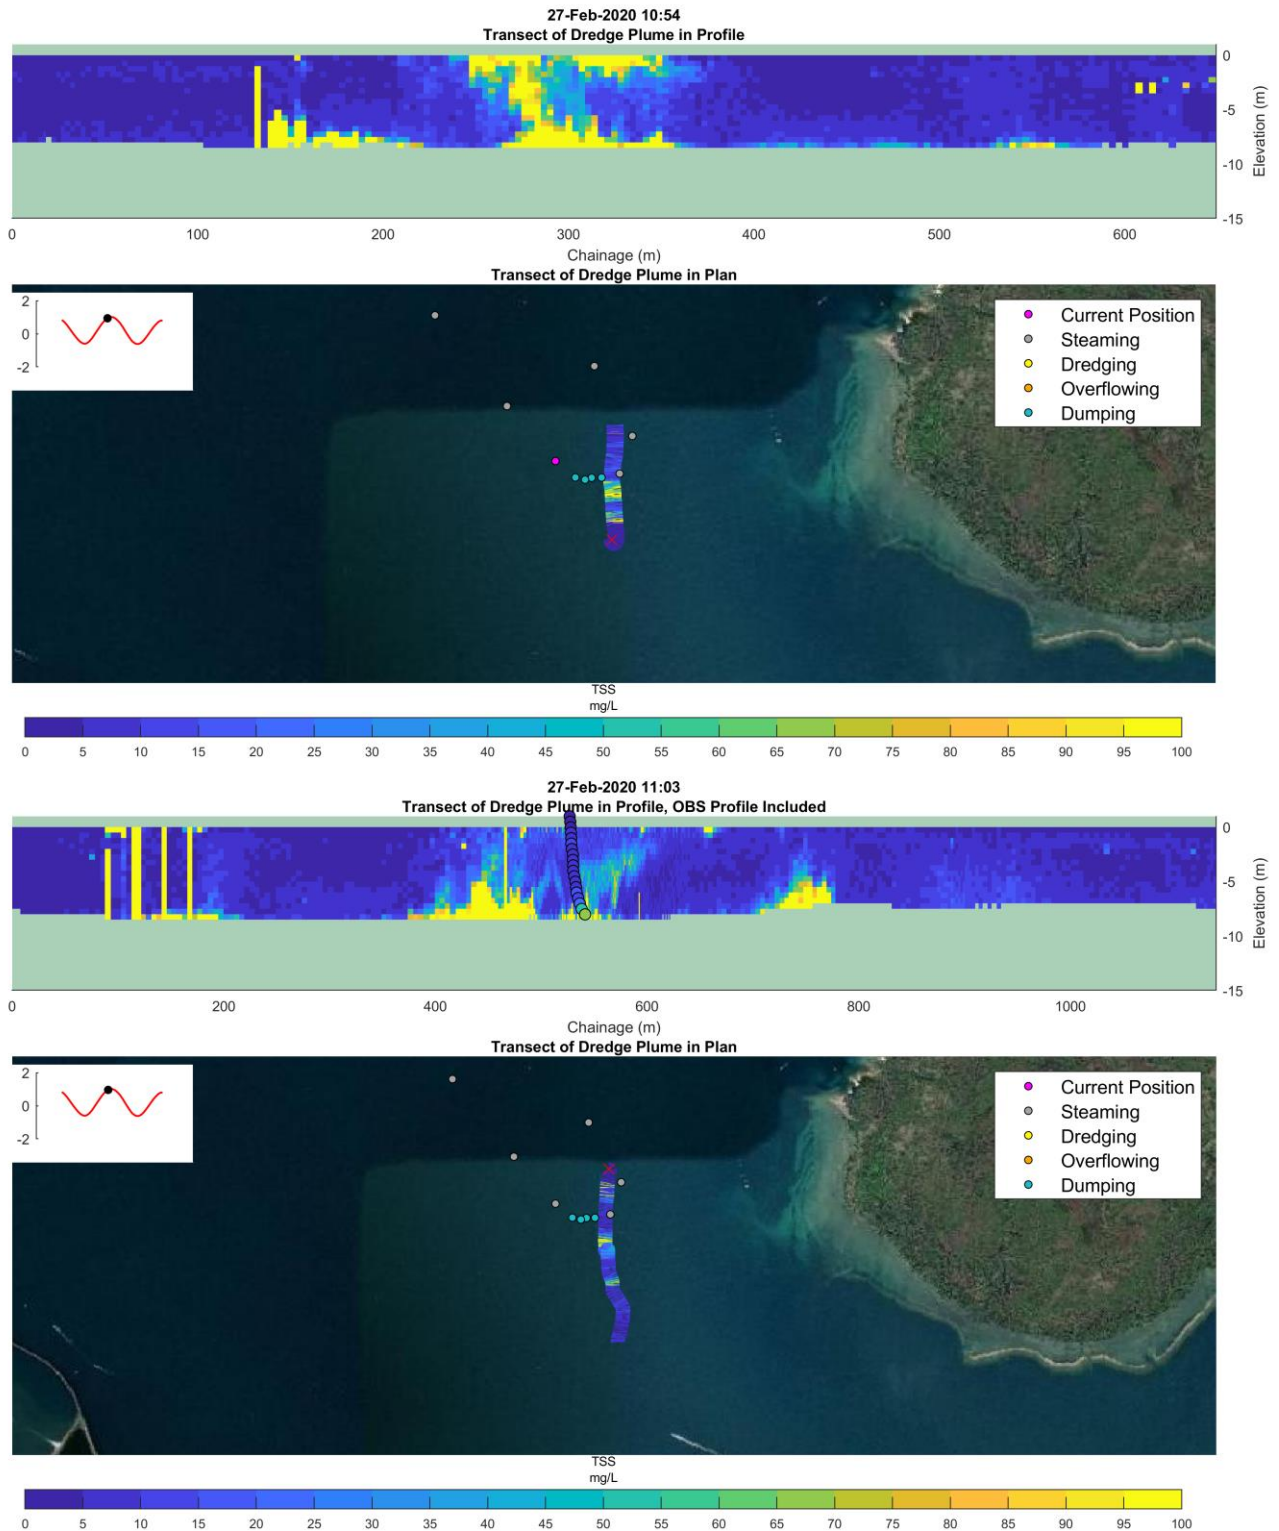 27-Feb-2020 10:54
Transect of Dredge Plume in Profile
0
-5
-10
-15
Elevation (m)
0 100 200 300 400 500 600
Chainage (m)
Transect of Dredge Plume in Plan
2
0
-2
Current Position
Steaming
Dredging
Overflowing
Dumping
TSS
mg/L
0 5 10 15 20 25 30 35 40 45 50 55 60 65 70 75 80 85 90 95 100
27-Feb-2020 11:03
Transect of Dredge Plume in Profile, OBS Profile Included
0
-5
-10
-15
Elevation (m)
0 200 400 600 800 1000
Chainage (m)
Transect of Dredge Plume in Plan
2
0
-2
Current Position
Steaming
Dredging
Overflowing
Dumping
TSS
mg/L
0 5 10 15 20 25 30 35 40 45 50 55 60 65 70 75 80 85 90 95 100